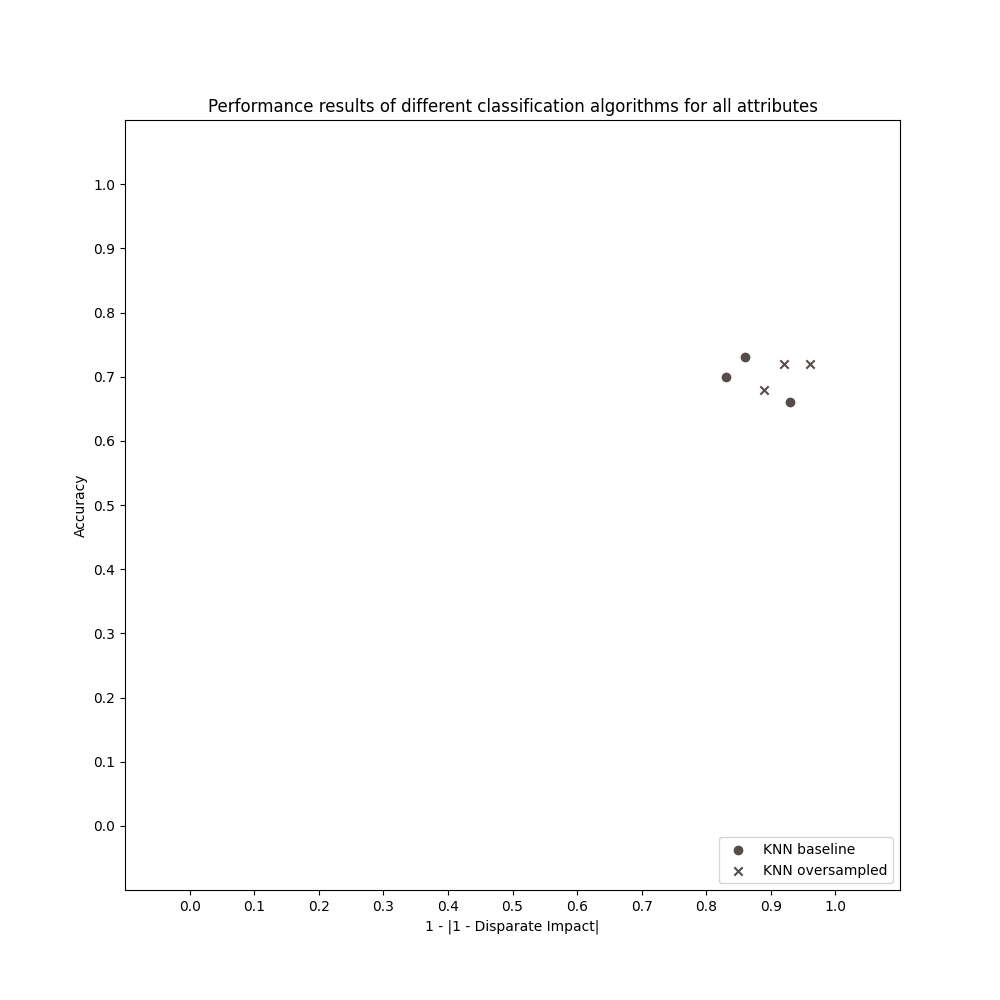 Performance results of different classification algorithms for all attributes
1.0
0.9
0.8
0.7
0.6
0.5
0.4
0.3
0.2
0.1
0.0
Accuracy
KNN baseline
KNN oversampled
0.0 0.1 0.2 0.3 0.4 0.5 0.6 0.7 0.8 0.9 1.0
1 - |1 - Disparate Impact|